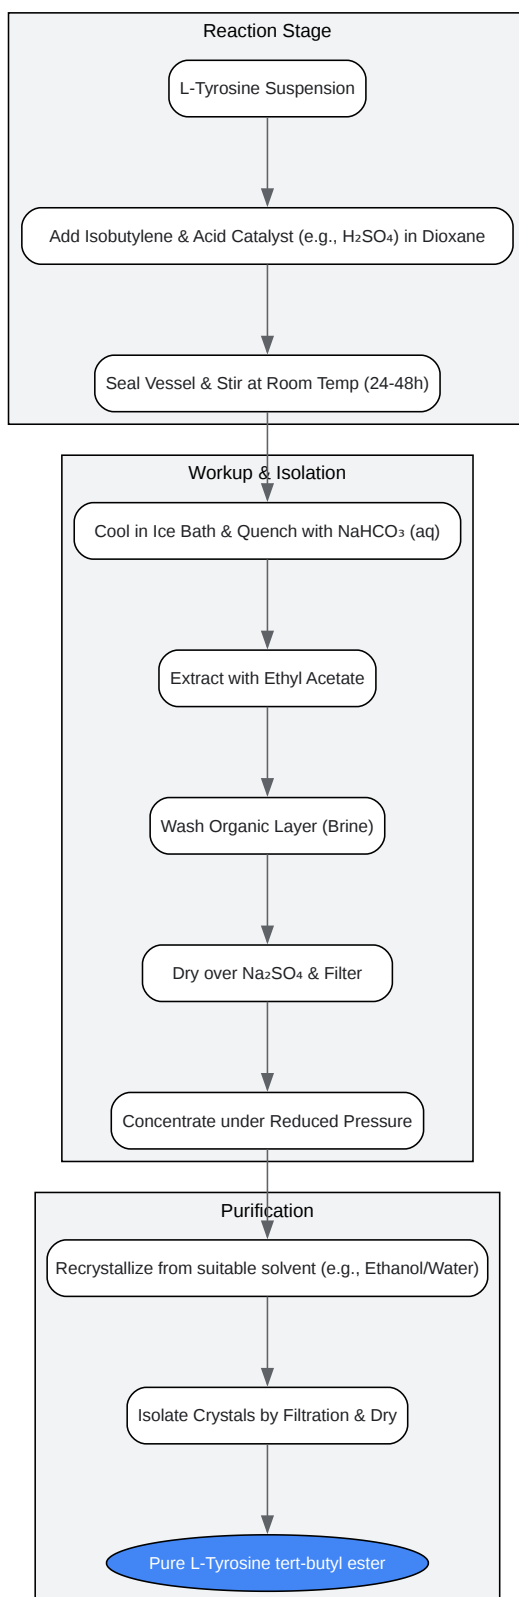 Reaction Stage
L-Tyrosine Suspension
Add Isobutylene & Acid Catalyst (e.g., H₂SO₄) in Dioxane
Seal Vessel & Stir at Room Temp (24-48h)
Workup & Isolation
Cool in Ice Bath & Quench with NaHCO₃ (aq)
Extract with Ethyl Acetate
Wash Organic Layer (Brine)
Dry over Na₂SO₄ & Filter
Concentrate under Reduced Pressure
Purification
Recrystallize from suitable solvent (e.g., Ethanol/Water)
Isolate Crystals by Filtration & Dry
Pure L-Tyrosine tert-butyl ester